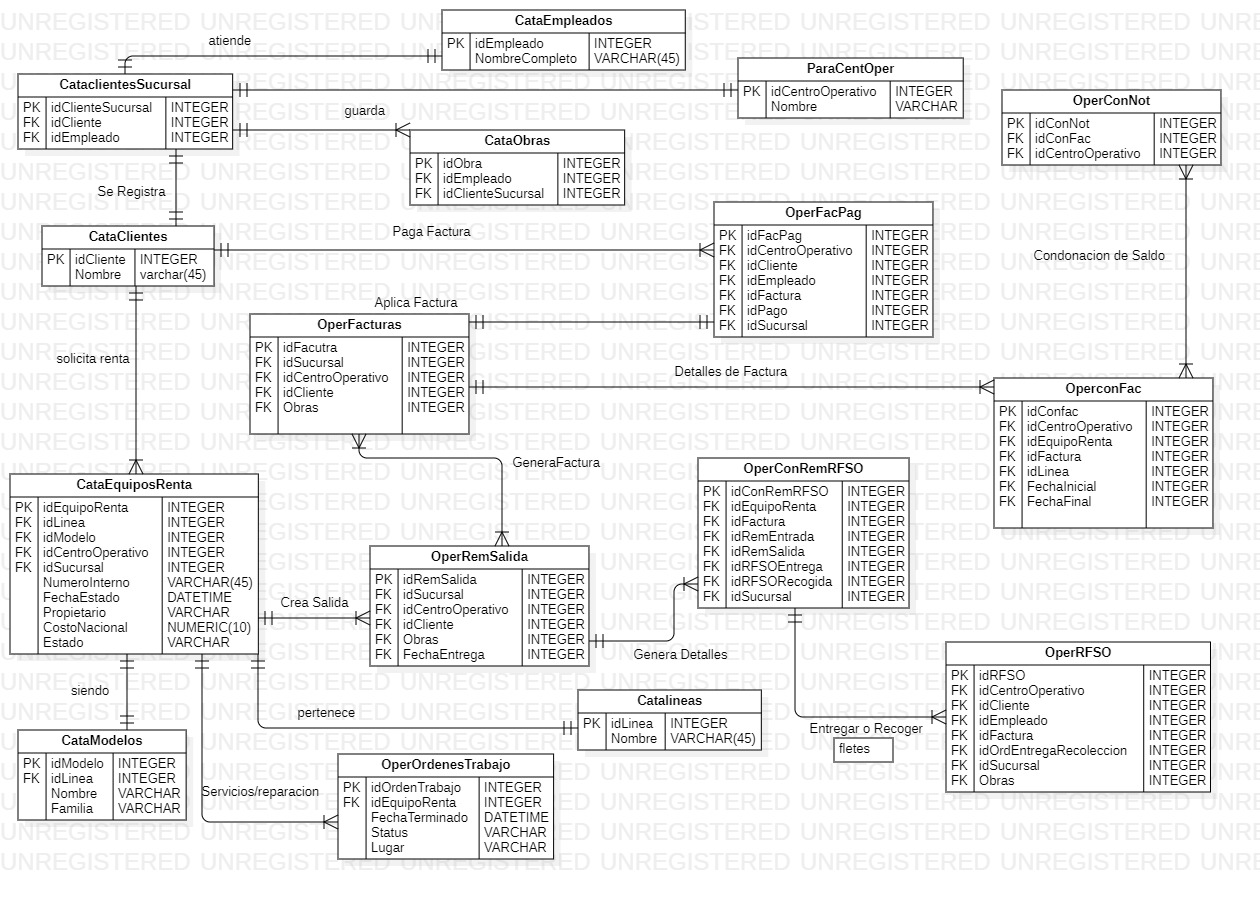 CataEmpleados
PK idEmpleado INTEGER
NombreCompleto VARCHAR(45)
atiende
CataclientesSucursal
PK idClienteSucursal INTEGER
FK idCliente INTEGER
FK idEmpleado INTEGER
ParaCentOper
PK idCentroOperativo INTEGER
Nombre VARCHAR
OperConNot
PK idConNot INTEGER
FK idConFac INTEGER
FK idCentroOperativo INTEGER
guarda
CataObras
PK idObra INTEGER
FK idEmpleado INTEGER
FK idClienteSucursal INTEGER
Se Registra
CataClientes
PK idCliente INTEGER
Nombre varchar(45)
Paga Factura
OperFacPag
PK idFacPag INTEGER
FK idCentroOperativo INTEGER
FK idCliente INTEGER
FK idEmpleado INTEGER
FK idFactura INTEGER
FK idPago INTEGER
FK idSucursal INTEGER
Condonacion de Saldo
Aplica Factura
OperFacturas
PK idFacutra INTEGER
FK idSucursal INTEGER
FK idCentroOperativo INTEGER
FK idCliente INTEGER
FK Obras INTEGER
solicita renta
Detalles de Factura
OperconFac
PK idConfac INTEGER
FK idCentroOperativo INTEGER
FK idEquipoRenta INTEGER
FK idFactura INTEGER
FK idLinea INTEGER
FK FechaInicial INTEGER
FK FechaFinal INTEGER
GeneraFactura
CataEquiposRenta
PK idEquipoRenta INTEGER
FK idLinea INTEGER
FK idModelo INTEGER
FK idCentroOperativo INTEGER
FK idSucursal INTEGER
NumeroInterno VARCHAR(45)
FechaEstado DATETIME
Propietario VARCHAR
CostoNacional NUMERIC(10)
Estado VARCHAR
OperConRemRFSO
PK idConRemRFSO INTEGER
FK idEquipoRenta INTEGER
FK idFactura INTEGER
FK idRemEntrada INTEGER
FK idRemSalida INTEGER
FK idRFSOEntrega INTEGER
FK idRFSORecogida INTEGER
FK idSucursal INTEGER
OperRemSalida
PK idRemSalida INTEGER
FK idSucursal INTEGER
FK idCentroOperativo INTEGER
FK idCliente INTEGER
FK Obras INTEGER
FK FechaEntrega INTEGER
Crea Salida
Genera Detalles
OperRFSO
PK idRFSO INTEGER
FK idCentroOperativo INTEGER
FK idCliente INTEGER
FK idEmpleado INTEGER
FK idFactura INTEGER
FK idOrdEntregaRecoleccion INTEGER
FK idSucursal INTEGER
FK Obras INTEGER
siendo
pertenece
Catalineas
PK idLinea INTEGER
Nombre VARCHAR(45)
Entregar o Recoger
fletes
CataModelos
PK idModelo INTEGER
FK idLinea INTEGER
Nombre VARCHAR
Familia VARCHAR
Servicios/reparacion
OperOrdenesTrabajo
PK idOrdenTrabajo INTEGER
FK idEquipoRenta INTEGER
FechaTerminado DATETIME
Status VARCHAR
Lugar VARCHAR